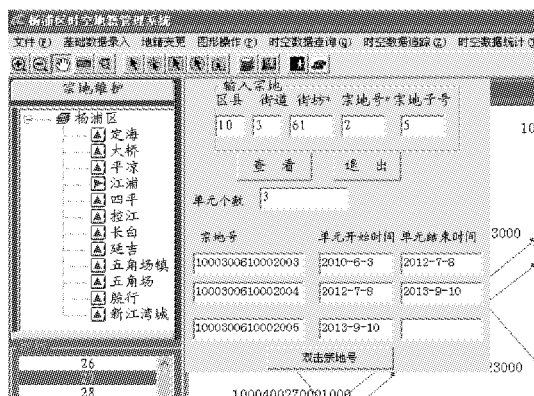 杨浦区时空地籍管理系统
文件(F) 基础数据录入 地籍变更 图形操作(P) 时空数据查询(Q) 时空数据追踪(Z) 时空数据统计(
宗地维护
杨浦区
定海
大桥
平凉
江浦
四平
控江
长白
延吉
五角场镇
五角场
殷行
新江湾城
26
28
输入宗地
区县 街道 街坊* 宗地号* 宗地子号
10 3 61 2 5
查 看 退 出
单元个数 3
宗地号 单元开始时间 单元结束时间
1000300610002003 2010-6-3 2012-7-8
1000300610002004 2012-7-8 2013-9-10
1000300610002005 2013-9-10
双击宗地号
10
3000
23000
1000400270001000